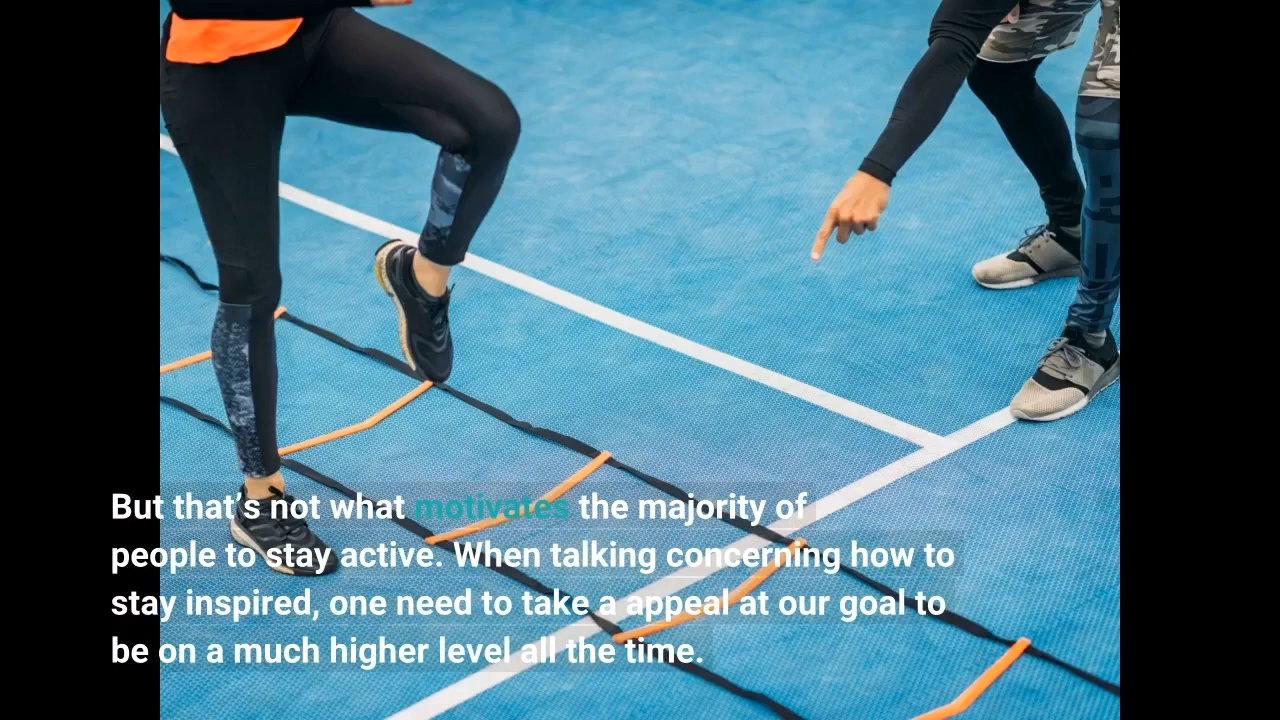 But that's not what motivates the majority of
people to stay active. When talking concerning how to
stay inspired, one need to take a appeal at our goal to
be on a much higher level all the time.